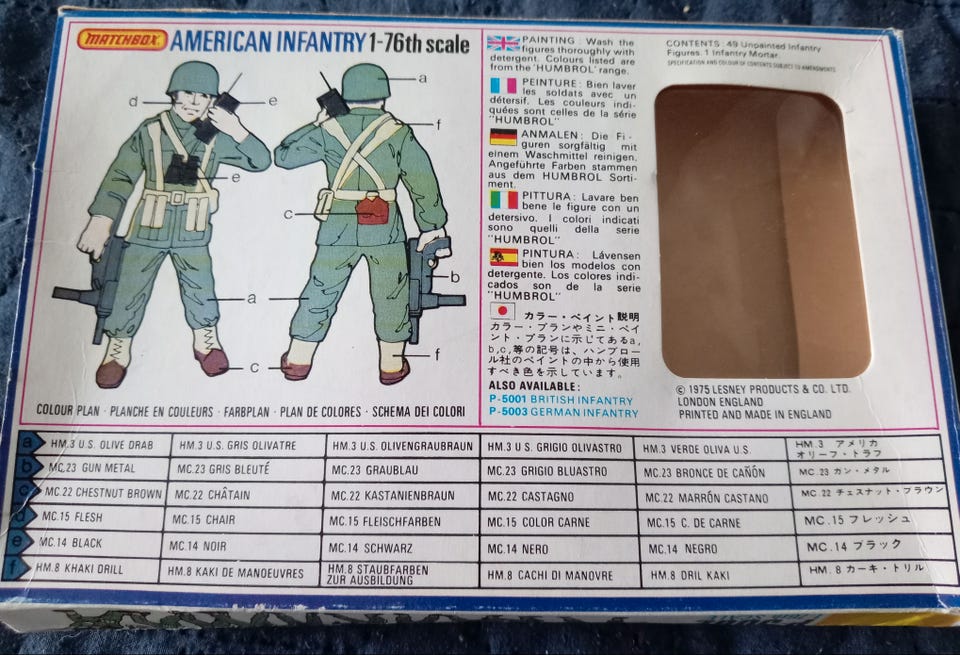 MATCHBOX AMERICAN INFANTRY 1-76th scale
a
d
e
f
e
c
b
a
f
c
COLOUR PLAN · PLANCHE EN COULEURS · FARBPLAN · PLAN DE COLORES · SCHEMA DEI COLORI
PAINTING: Wash the
figures thoroughly with
detergent. Colours listed are
from the 'HUMBROL' range.
PEINTURE: Bien laver
les soldats avec un
détersif. Les couleurs indi-
quées sont celles de la série
"HUMBROL"
ANMALEN: Die Fi-
guren sorgfältig mit
einem Waschmittel reinigen.
Angeführte Farben stammen
aus dem HUMBROL Sorti-
ment.
PITTURA: Lavare ben
bene le figure con un
detersivo. I colori indicati
sono quelli della serie
"HUMBROL"
PINTURA: Lávensen
bien los modelos con
detergente. Los colores indi-
cados son de la serie
"HUMBROL"
カラー・ペイント説明
カラー・プランやミニ・ペイ
ント・プランに示してあるa,
b,c,等の記号は、ハンブロー
ル社のペイントの中から使用
すべき色を示しています。
ALSO AVAILABLE:
P-5001 BRITISH INFANTRY
P-5003 GERMAN INFANTRY
CONTENTS: 49 Unpainted Infantry
Figures. 1 Infantry Mortar.
SPECIFICATION AND COLOUR OF CONTENTS SUBJECT TO AMENDMENTS
© 1975 LESNEY PRODUCTS & CO. LTD.
LONDON ENGLAND
PRINTED AND MADE IN ENGLAND
a HM.3 U.S. OLIVE DRAB HM.3 U.S. GRIS OLIVATRE HM.3 U.S. OLIVENGRAUBRAUN HM.3 U.S. GRIGIO OLIVASTRO HM.3 VERDE OLIVA U.S. HM.3 アメリカ
オリーフ・トラフ
b MC.23 GUN METAL MC.23 GRIS BLEUTÉ MC.23 GRAUBLAU MC.23 GRIGIO BLUASTRO MC.23 BRONCE DE CAÑÓN MC.23 ガン・メタル
c MC.22 CHESTNUT BROWN MC.22 CHÂTAIN MC.22 KASTANIENBRAUN MC.22 CASTAGNO MC.22 MARRÓN CASTANO MC.22 チェスナット・ブラウン
d MC.15 FLESH MC.15 CHAIR MC.15 FLEISCHFARBEN MC.15 COLOR CARNE MC.15 C. DE CARNE MC.15 フレッシュ
e MC.14 BLACK MC.14 NOIR MC.14 SCHWARZ MC.14 NERO MC.14 NEGRO MC.14 ブラック
f HM.8 KHAKI DRILL HM.8 KAKI DE MANOEUVRES HM.8 STAUBFARBEN HM.8 CACHI DI MANOVRE HM.8 DRIL KAKI HM.8 カーキ・トリル
ZUR AUSBILDUNG